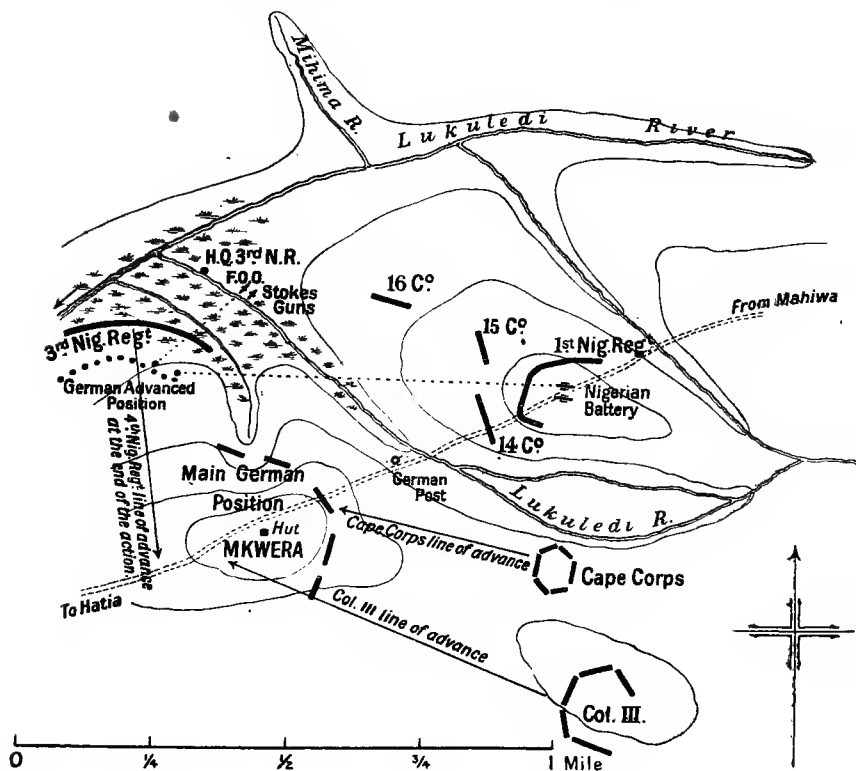 Mihima R.
Lukuledi River
H.Q. 3rd N.R.
F.O.O.
Stokes
Guns
16 Co.
15 Co.
1st Nig. Reg.
From Mahiwa
3rd Nig. Regt.
German Advanced
Position
Nigerian
Battery
14 Co.
4th Nig. Regt. line of advance
at the end of the action
Main German
Position
German
Post
Lukuledi R.
Hut
MKWERA
Cape Corps line of advance
Cape Corps
To Hatia
Col. III line of advance
Col. III.
0 1/4 1/2 3/4 1
Mile